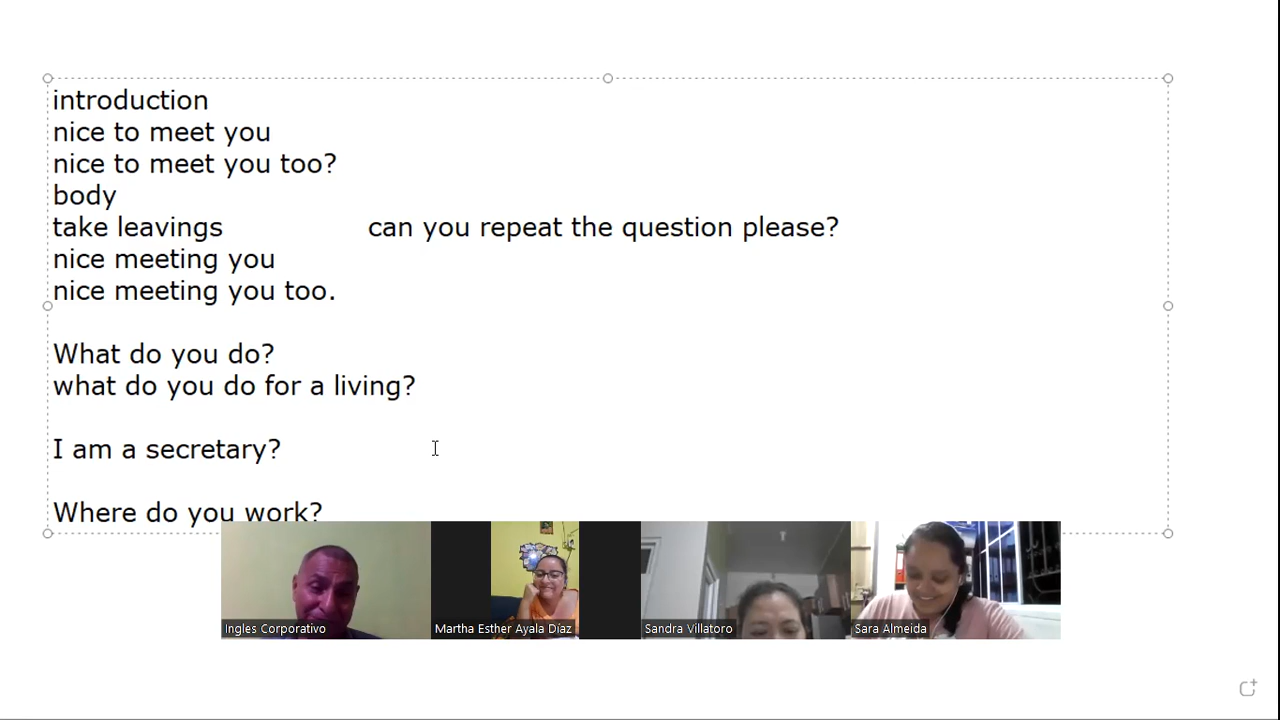 introduction
nice to meet you
nice to meet you too?
body
take leavings can you repeat the question please?
nice meeting you
nice meeting you too.
What do you do?
what do you do for a living?
I am a secretary?
Where do you work?
Ingles Corporativo
Martha Esther Ayala Díaz
Sandra Villatoro
Sara Almeida